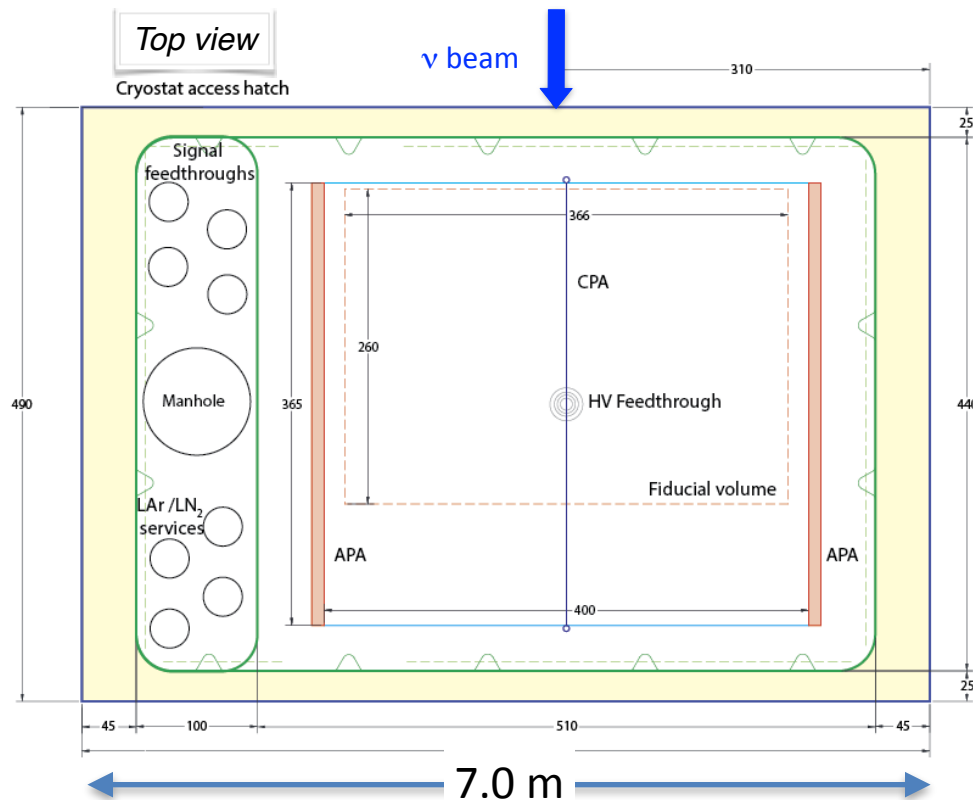 Top view
ν beam
310
Cryostat access hatch
25
Signal
feedthroughs
366
CPA
260
Manhole
HV Feedthrough
490
365
440
Fiducial volume
LAr /LN2
services
APA
APA
400
25
45
100
510
45
7.0 m